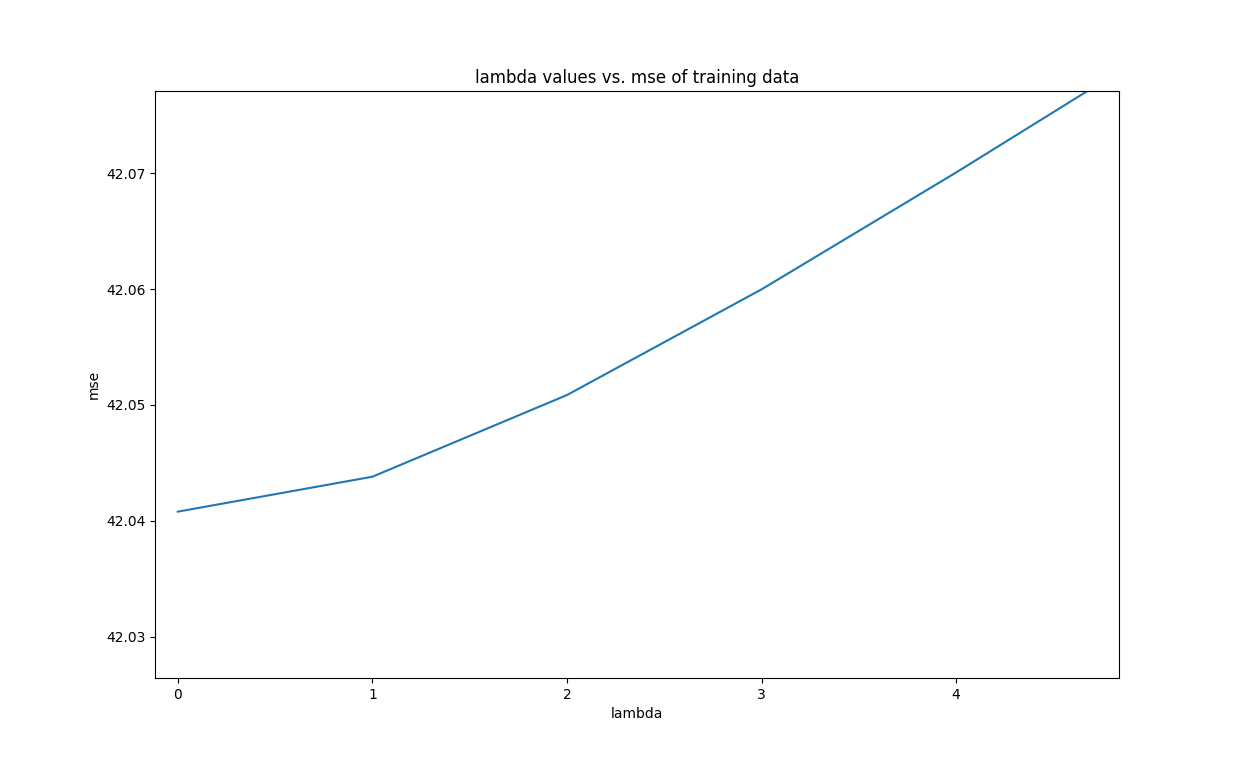 lambda values vs. mse of training data
42.07
42.06
42.05
42.04
42.03
mse
0 1 2 3 4
lambda